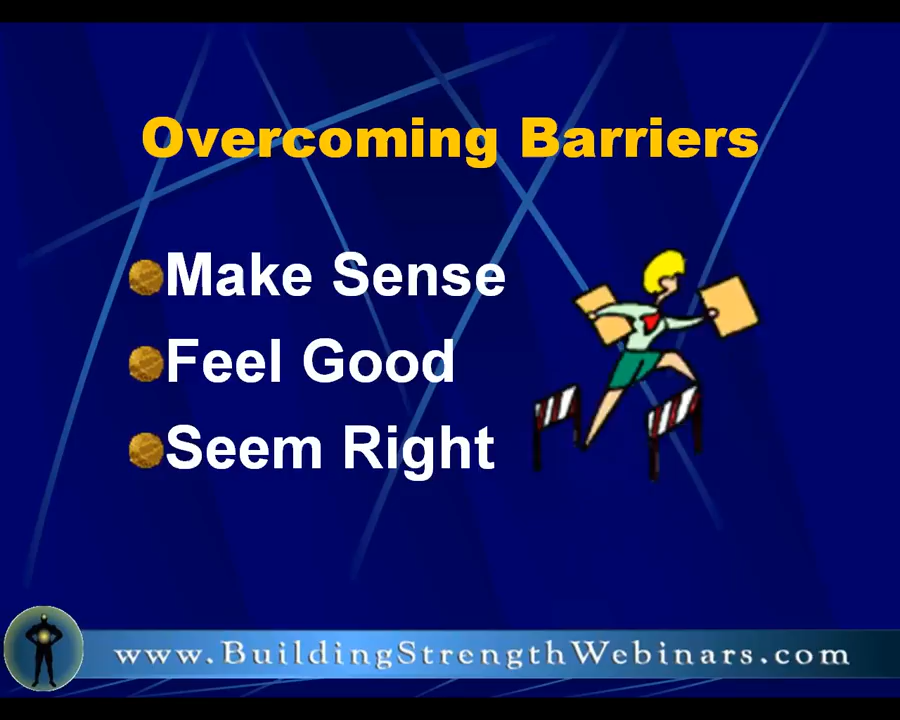 Overcoming Barriers
Make Sense
Feel Good
Seem Right
www.BuildingStrengthWebinars.com